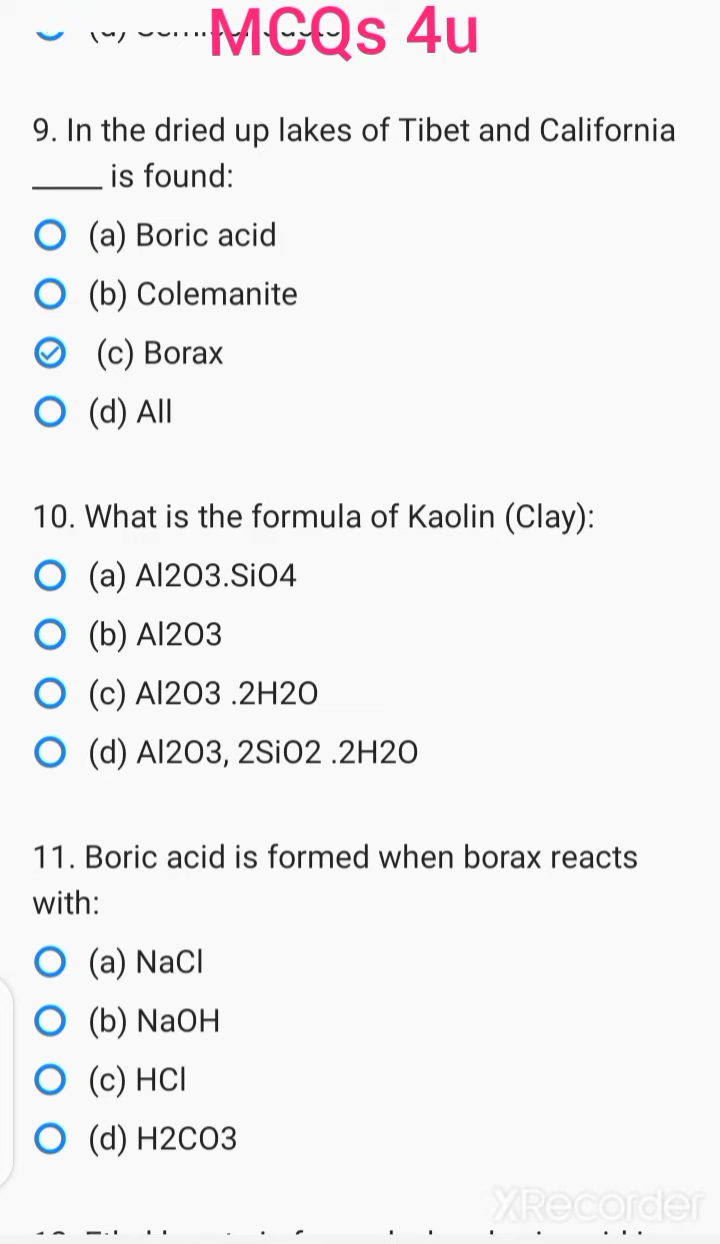 MCQs 4u
9. In the dried up lakes of Tibet and California
_____ is found:
(a) Boric acid
(b) Colemanite
(c) Borax
(d) All
10. What is the formula of Kaolin (Clay):
(a) Al2O3.SiO4
(b) Al2O3
(c) Al2O3 .2H2O
(d) Al2O3, 2SiO2 .2H2O
11. Boric acid is formed when borax reacts
with:
(a) NaCl
(b) NaOH
(c) HCl
(d) H2CO3
XRecorder